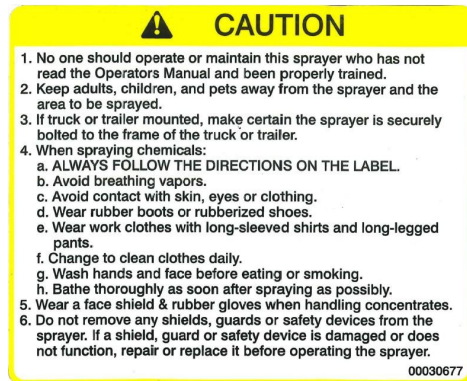 CAUTION
1. No one should operate or maintain this sprayer who has not
read the Operators Manual and been properly trained.
2. Keep adults, children, and pets away from the sprayer and the
area to be sprayed.
3. If truck or trailer mounted, make certain the sprayer is securely
bolted to the frame of the truck or trailer.
4. When spraying chemicals:
a. ALWAYS FOLLOW THE DIRECTIONS ON THE LABEL.
b. Avoid breathing vapors.
c. Avoid contact with skin, eyes or clothing.
d. Wear rubber boots or rubberized shoes.
e. Wear work clothes with long-sleeved shirts and long-legged
pants.
f. Change to clean clothes daily.
g. Wash hands and face before eating or smoking.
h. Bathe thoroughly as soon after spraying as possibly.
5. Wear a face shield & rubber gloves when handling concentrates.
6. Do not remove any shields, guards or safety devices from the
sprayer. If a shield, guard or safety device is damaged or does
not function, repair or replace it before operating the sprayer.
00030677